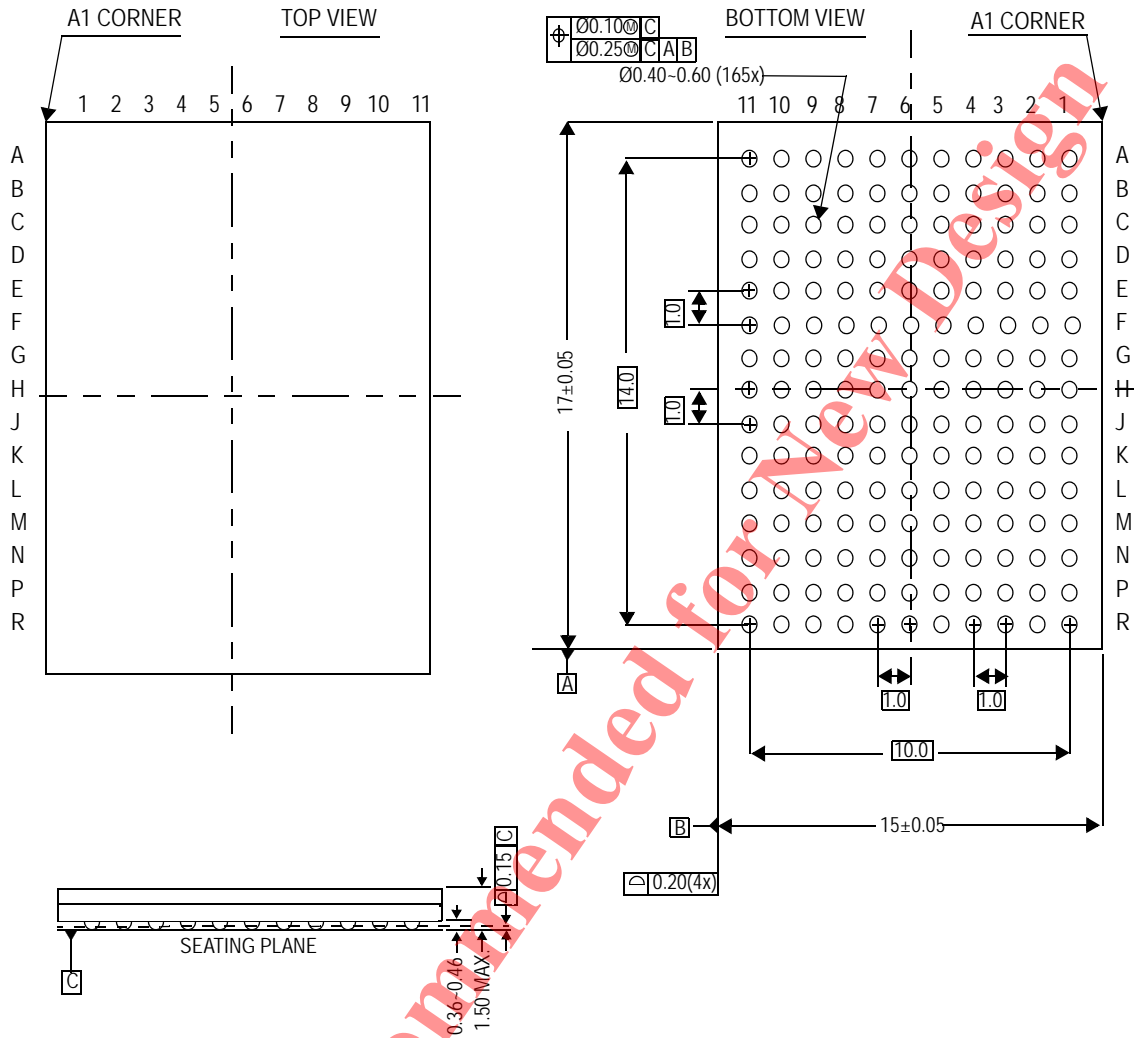 A1 CORNER
TOP VIEW
1 2 3 4 5 6 7 8 9 10 11
A
B
C
D
E
F
G
H
J
K
L
M
N
P
R
Ø0.10Ⓜ C
Ø0.25Ⓜ C A B
Ø0.40~0.60 (165x)
BOTTOM VIEW
A1 CORNER
11 10 9 8 7 6 5 4 3 2 1
A
B
C
D
E
F
G
H
J
K
L
M
N
P
R
17±0.05
14.0
1.0
1.0
A
1.0
1.0
10.0
B
15±0.05
0.20(4x)
0.15 C
SEATING PLANE
C
0.36~0.46
1.50 MAX.
for New Design